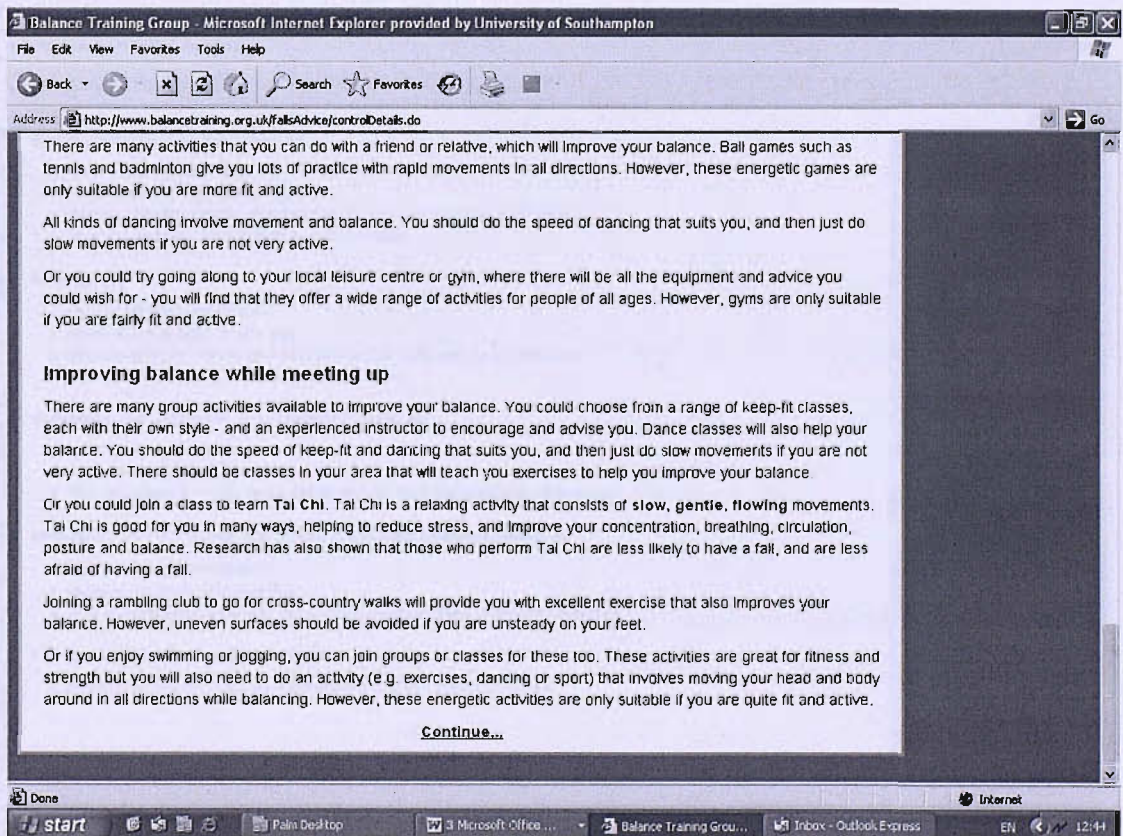 Balance Training Group - Microsoft Internet Explorer provided by University of Southampton
File Edit View Favorites Tools Help
Back Search Favorites
Address http://www.balancetraining.org.uk/fallsAdvice/controlDetails.do Go
There are many activities that you can do with a friend or relative, which will improve your balance. Ball games such as
tennis and badminton give you lots of practice with rapid movements in all directions. However, these energetic games are
only suitable if you are more fit and active.
All kinds of dancing involve movement and balance. You should do the speed of dancing that suits you, and then just do
slow movements if you are not very active.
Or you could try going along to your local leisure centre or gym, where there will be all the equipment and advice you
could wish for - you will find that they offer a wide range of activities for people of all ages. However, gyms are only suitable
if you are fairly fit and active.
Improving balance while meeting up
There are many group activities available to improve your balance. You could choose from a range of keep-fit classes,
each with their own style - and an experienced instructor to encourage and advise you. Dance classes will also help your
balance. You should do the speed of keep-fit and dancing that suits you, and then just do slow movements if you are not
very active. There should be classes in your area that will teach you exercises to help you improve your balance.
Or you could join a class to learn Tai Chi. Tai Chi is a relaxing activity that consists of slow, gentle, flowing movements.
Tai Chi is good for you in many ways, helping to reduce stress, and improve your concentration, breathing, circulation,
posture and balance. Research has also shown that those who perform Tai Chi are less likely to have a fall, and are less
afraid of having a fall.
Joining a rambling club to go for cross-country walks will provide you with excellent exercise that also improves your
balance. However, uneven surfaces should be avoided if you are unsteady on your feet.
Or if you enjoy swimming or jogging, you can join groups or classes for these too. These activities are great for fitness and
strength but you will also need to do an activity (e.g. exercises, dancing or sport) that involves moving your head and body
around in all directions while balancing. However, these energetic activities are only suitable if you are quite fit and active.
Continue...
Done Internet
start Palm Desktop 3 Microsoft Office ... Balance Training Grou... Inbox - Outlook Express EN 12:44